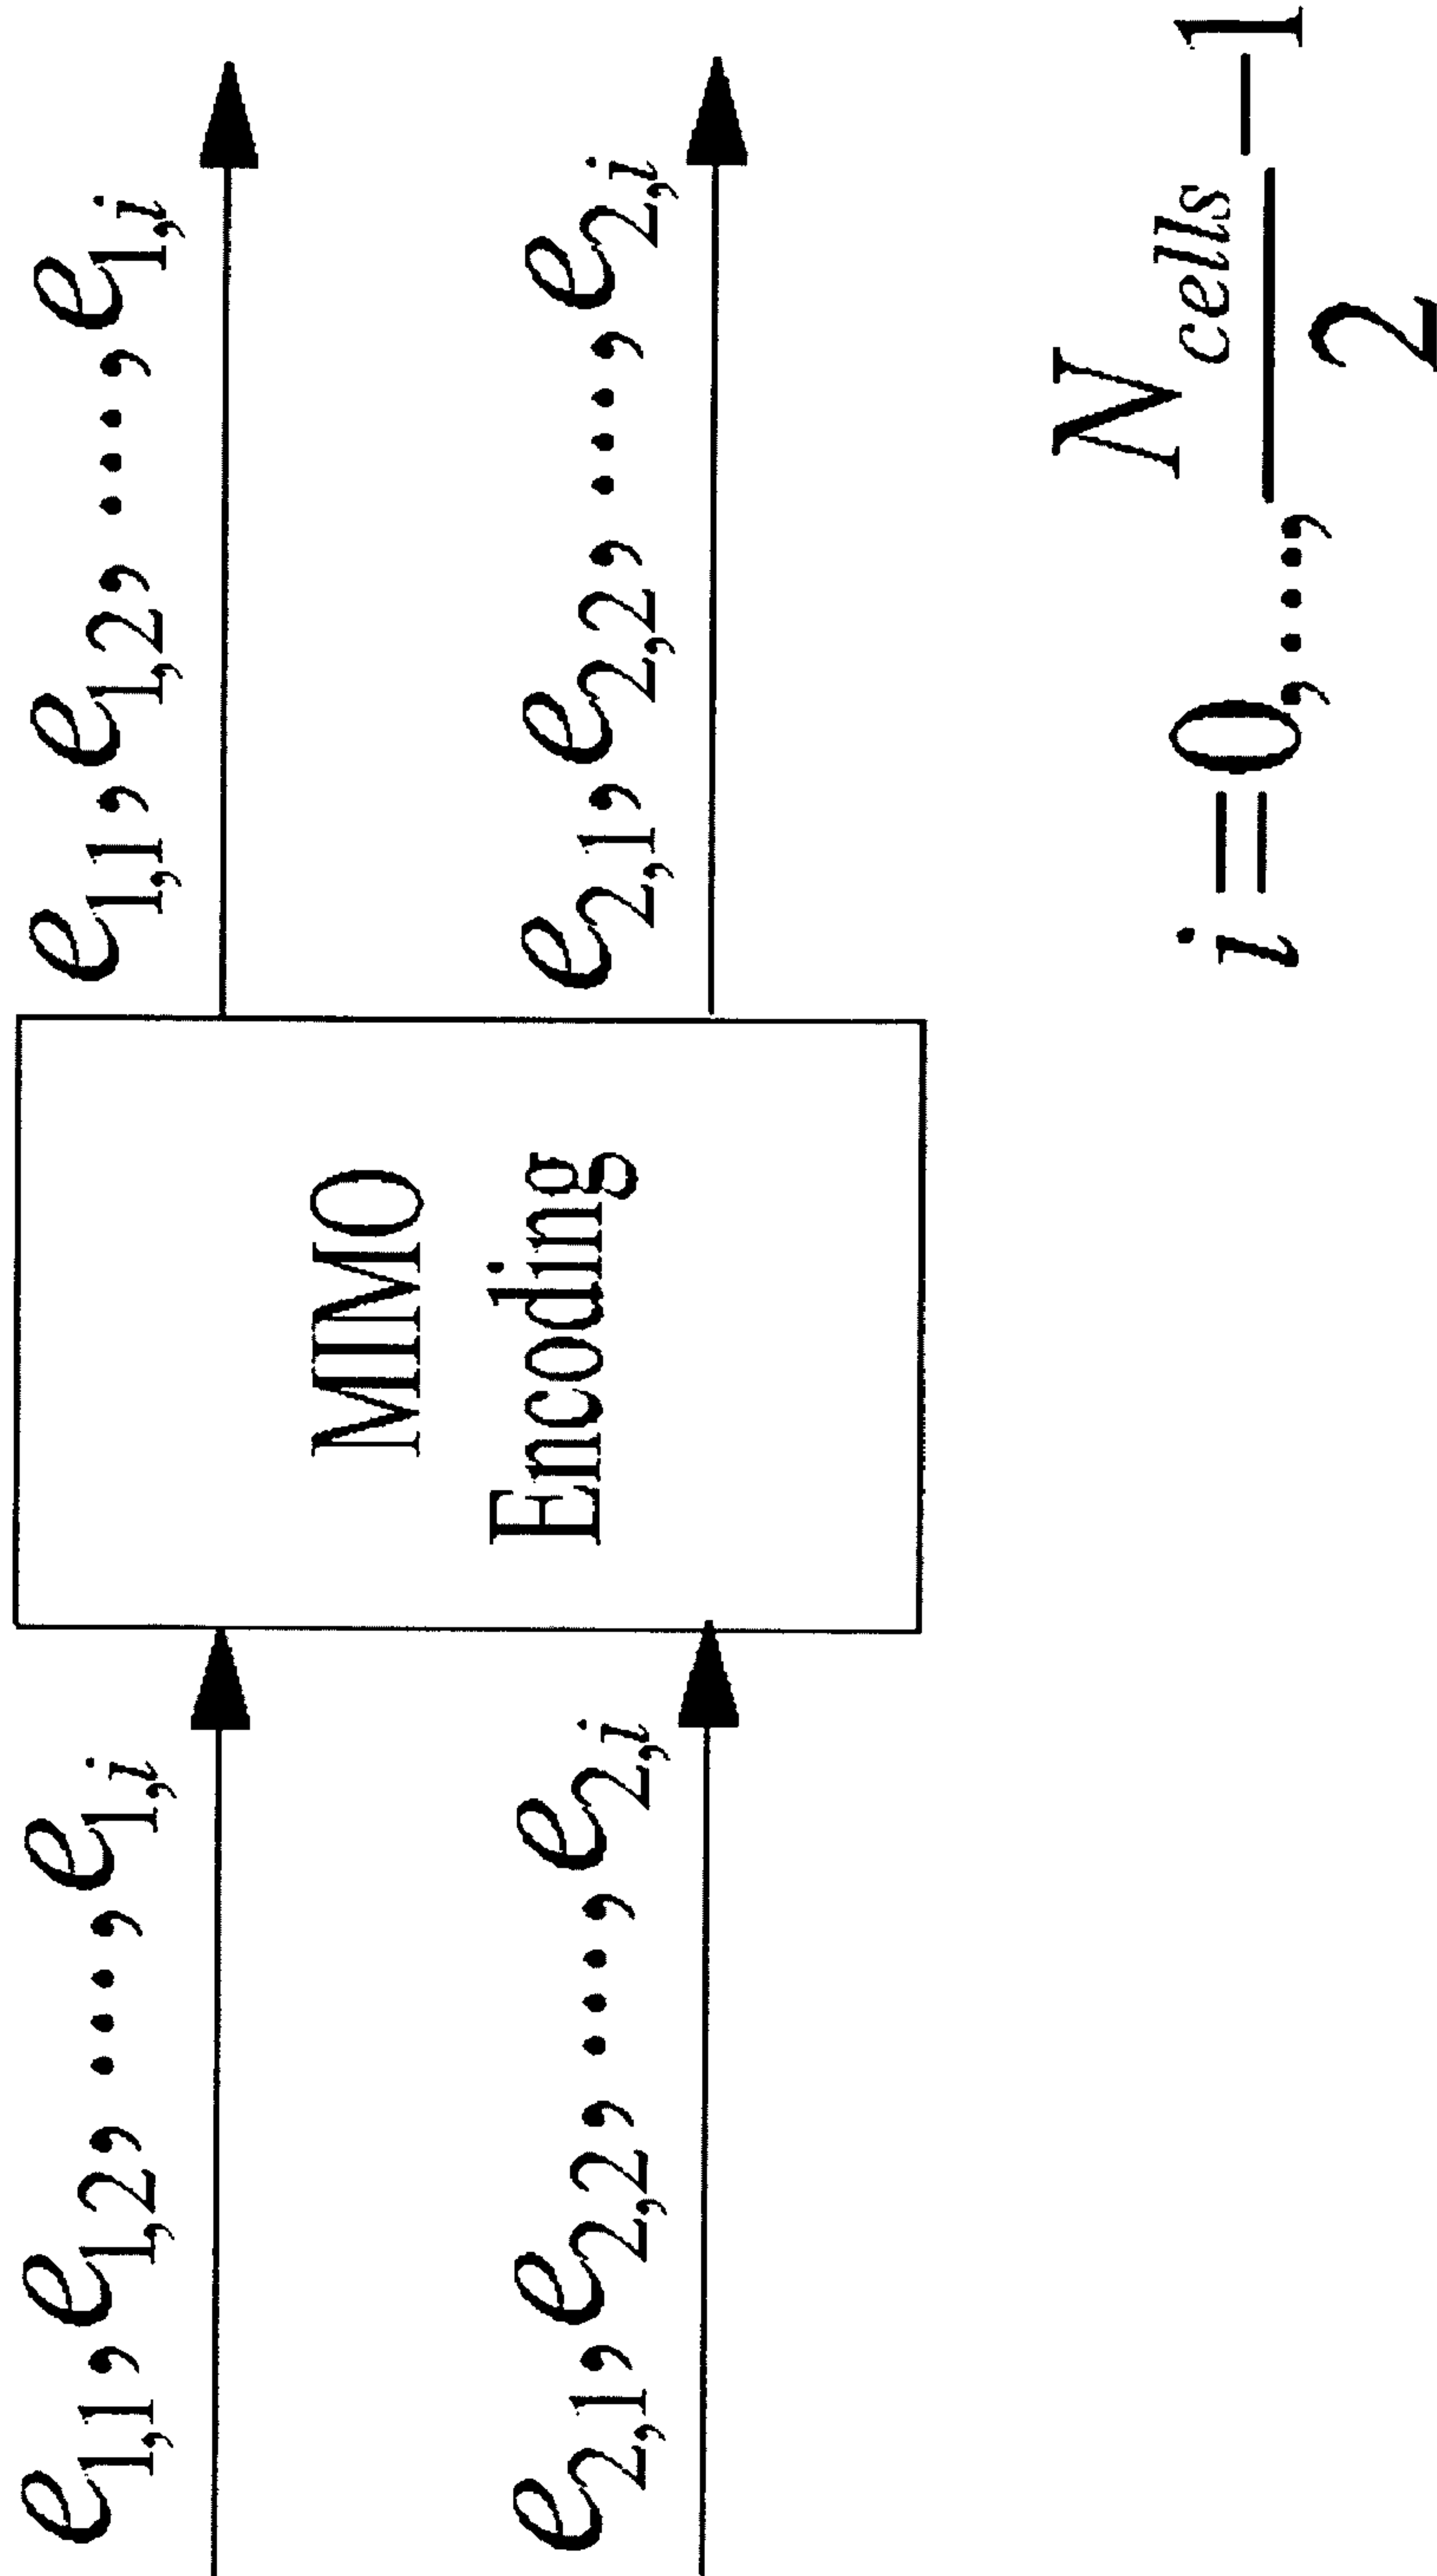 e1,1, e1,2, ..., e1,i
e2,1, e2,2, ..., e2,i
MIMO
Encoding
e1,1, e1,2, ..., e1,i
e2,1, e2,2, ..., e2,i
i=0,..., Ncells/2 −1